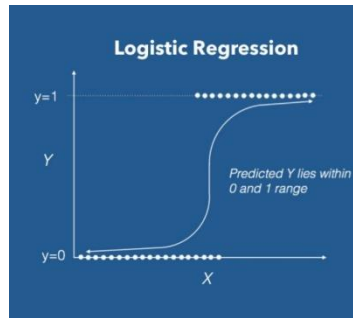 Logistic Regression
y=1
Y
Predicted Y lies within
0 and 1 range
y=0
X